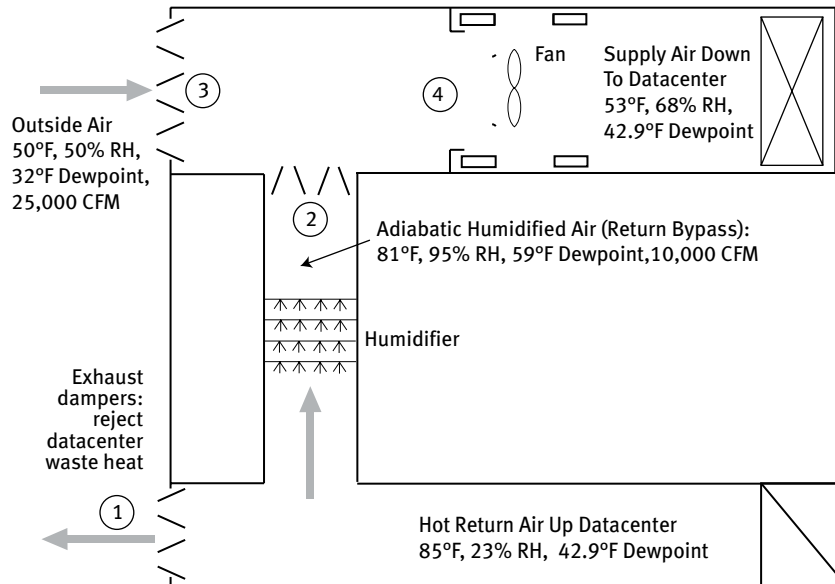 3
4
Fan
Supply Air Down
To Datacenter
53°F, 68% RH,
42.9°F Dewpoint
Outside Air
50°F, 50% RH,
32°F Dewpoint,
25,000 CFM
2
Adiabatic Humidified Air (Return Bypass):
81°F, 95% RH, 59°F Dewpoint,10,000 CFM
Humidifier
Exhaust
dampers:
reject
datacenter
waste heat
1
Hot Return Air Up Datacenter
85°F, 23% RH, 42.9°F Dewpoint